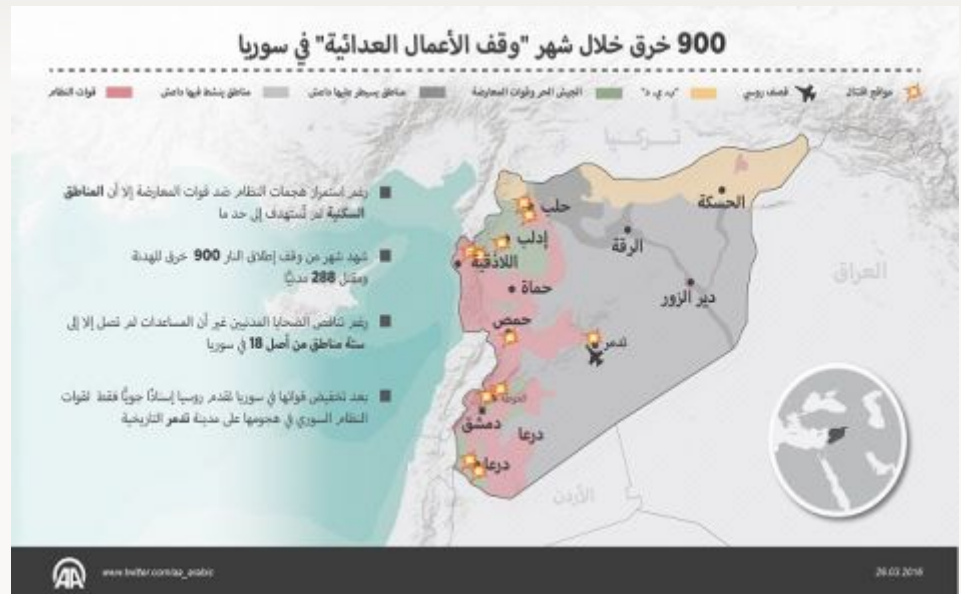 900 خرق خلال شهر "وقف الأعمال العدائية" في سوريا
مواقع اقتتال
قصف روسي
"ب. ي. د"
الجيش الحر وقوات المعارضة
مناطق يسيطر عليها داعش
مناطق ينشط فيها داعش
قوات النظام
تركيا
رغم استمرار هجمات النظام ضد قوات المعارضة إلا أن المناطق
السكنية لم تُستهدف إلى حد ما
شهد شهر من وقف إطلاق النار 900 خرق للهدنة
ومقتل 288 مدنيًا
رغم تناقص الضحايا المدنيين غير أن المساعدات لم تصل إلا إلى
ستة مناطق من أصل 18 في سوريا
بعد تخفيض قواتها في سوريا تقدم روسيا إسنادًا جويًا فقط لقوات
النظام السوري في هجومها على مدينة تدمر التاريخية
الحسكة
حلب
الرقة
إدلب
اللاذقية
العراق
حماة
دير الزور
حمص
تدمر
الغوطة
دمشق
درعا
درعا
الأردن
AA
www.twitter.com/aa_arabic
26.03.2016